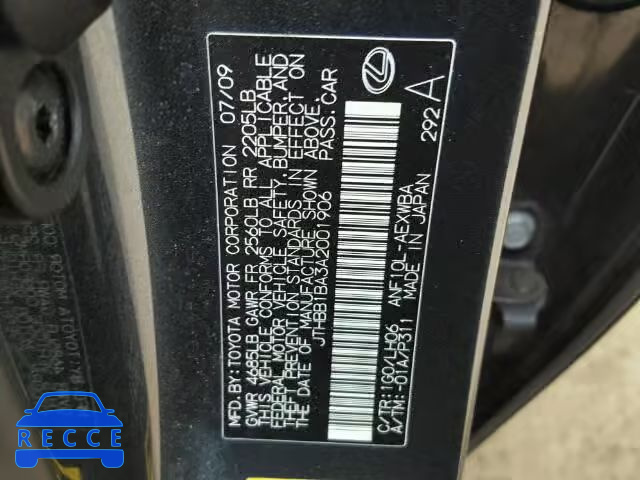 MFD.BY:TOYOTA MOTOR CORPORATION 07/09
GVWR 4685LB GAWR FR 2560LB RR 2205LB
THIS VEHICLE CONFORMS TO ALL APPLICABLE
FEDERAL MOTOR VEHICLE SAFETY, BUMPER, AND
THEFT PREVENTION STANDARDS IN EFFECT ON
THE DATE OF MANUFACTURE SHOWN ABOVE.
JTHBB1BA3A2001906 PASS.CAR
C/TR:1G0/LH06 ANF10L-AEXWBA
A/TM:-01A/P311 MADE IN JAPAN
292 A
RECCE